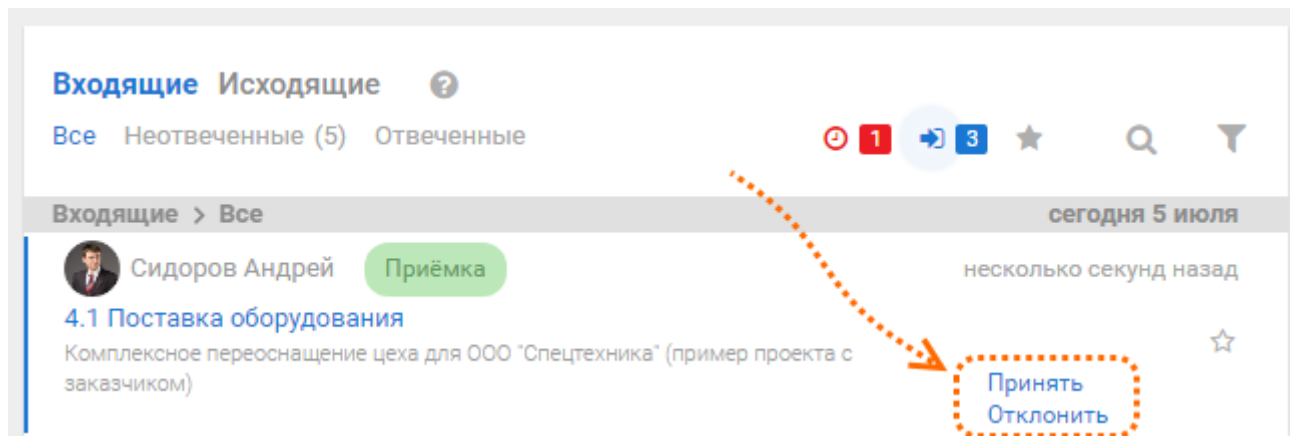 Входящие Исходящие ?
Все Неотвеченные (5) Отвеченные 1 3
Входящие > Все сегодня 5 июля
Сидоров Андрей Приёмка несколько секунд назад
4.1 Поставка оборудования
Комплексное переоснащение цеха для ООО "Спецтехника" (пример проекта с
заказчиком)
Принять
Отклонить